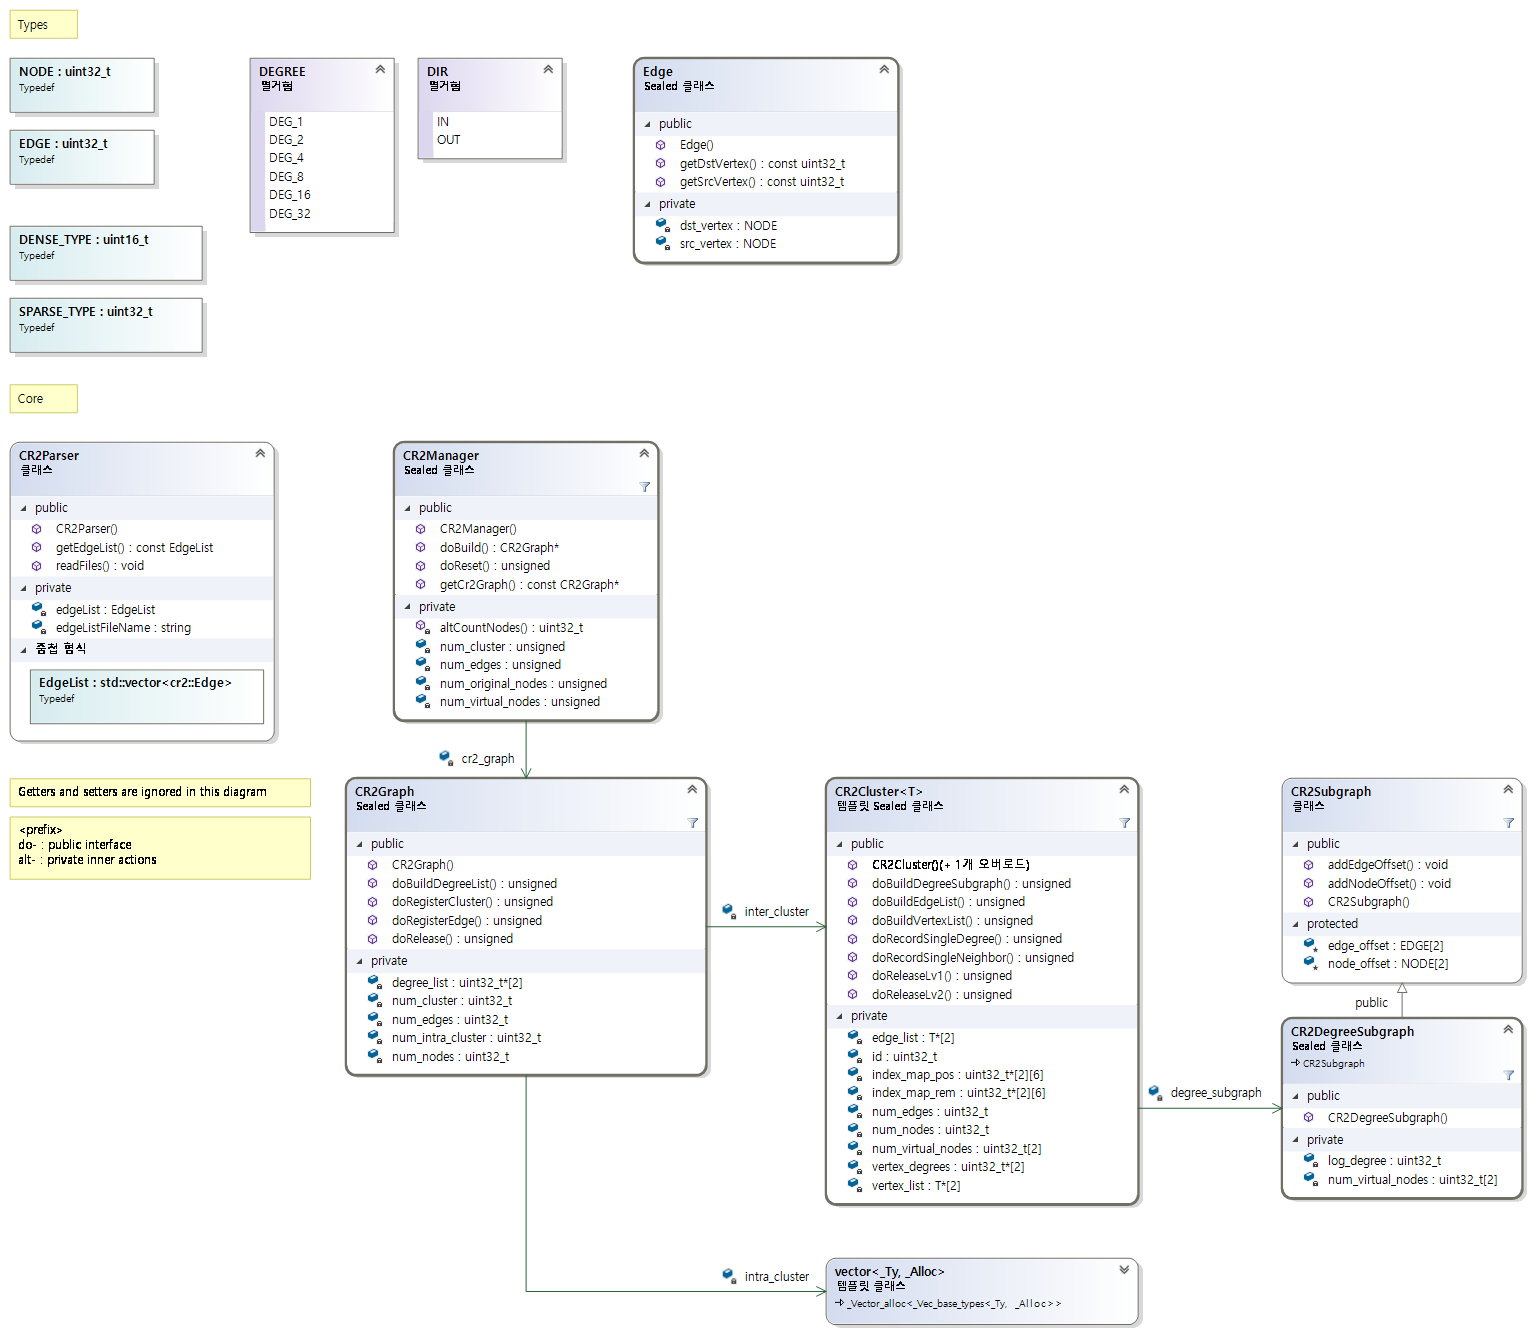 Types
NODE : uint32_t
Typedef
EDGE : uint32_t
Typedef
DENSE_TYPE : uint16_t
Typedef
SPARSE_TYPE : uint32_t
Typedef
DEGREE
열거형
DEG_1
DEG_2
DEG_4
DEG_8
DEG_16
DEG_32
DIR
열거형
IN
OUT
Edge
Sealed 클래스
public
Edge()
getDstVertex() : const uint32_t
getSrcVertex() : const uint32_t
private
dst_vertex : NODE
src_vertex : NODE
Core
CR2Parser
클래스
public
CR2Parser()
getEdgeList() : const EdgeList
readFiles() : void
private
edgeList : EdgeList
edgeListFileName : string
중첩 형식
EdgeList : std::vector<cr2::Edge>
Typedef
CR2Manager
Sealed 클래스
public
CR2Manager()
doBuild() : CR2Graph*
doReset() : unsigned
getCr2Graph() : const CR2Graph*
private
altCountNodes() : uint32_t
num_cluster : unsigned
num_edges : unsigned
num_original_nodes : unsigned
num_virtual_nodes : unsigned
cr2_graph
Getters and setters are ignored in this diagram
<prefix>
do- : public interface
alt- : private inner actions
CR2Graph
Sealed 클래스
public
CR2Graph()
doBuildDegreeList() : unsigned
doRegisterCluster() : unsigned
doRegisterEdge() : unsigned
doRelease() : unsigned
private
degree_list : uint32_t*[2]
num_cluster : uint32_t
num_edges : uint32_t
num_intra_cluster : uint32_t
num_nodes : uint32_t
inter_cluster
CR2Cluster<T>
템플릿 Sealed 클래스
public
CR2Cluster()(+ 1개 오버로드)
doBuildDegreeSubgraph() : unsigned
doBuildEdgeList() : unsigned
doBuildVertexList() : unsigned
doRecordSingleDegree() : unsigned
doRecordSingleNeighbor() : unsigned
doReleaseLv1() : unsigned
doReleaseLv2() : unsigned
private
edge_list : T*[2]
id : uint32_t
index_map_pos : uint32_t*[2][6]
index_map_rem : uint32_t*[2][6]
num_edges : uint32_t
num_nodes : uint32_t
num_virtual_nodes : uint32_t[2]
vertex_degrees : uint32_t*[2]
vertex_list : T*[2]
degree_subgraph
CR2Subgraph
클래스
public
addEdgeOffset() : void
addNodeOffset() : void
CR2Subgraph()
protected
edge_offset : EDGE[2]
node_offset : NODE[2]
public
CR2DegreeSubgraph
Sealed 클래스
CR2Subgraph
public
CR2DegreeSubgraph()
private
log_degree : uint32_t
num_virtual_nodes : uint32_t[2]
intra_cluster
vector<_Ty, _Alloc>
템플릿 클래스
_Vector_alloc<_Vec_base_types<_Ty, _Alloc>>